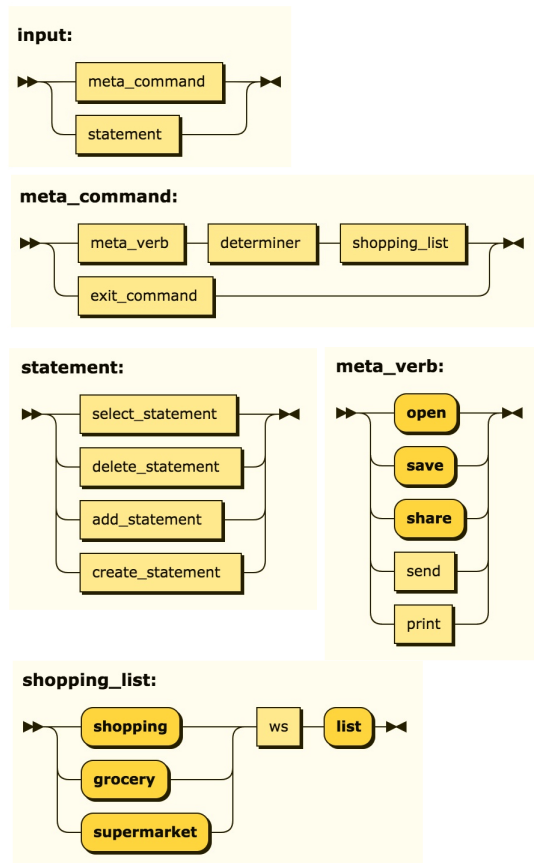 input:
meta_command
statement
meta_command:
meta_verb determiner shopping_list
exit_command
statement:
select_statement
delete_statement
add_statement
create_statement
meta_verb:
open
save
share
send
print
shopping_list:
shopping ws list
grocery
supermarket